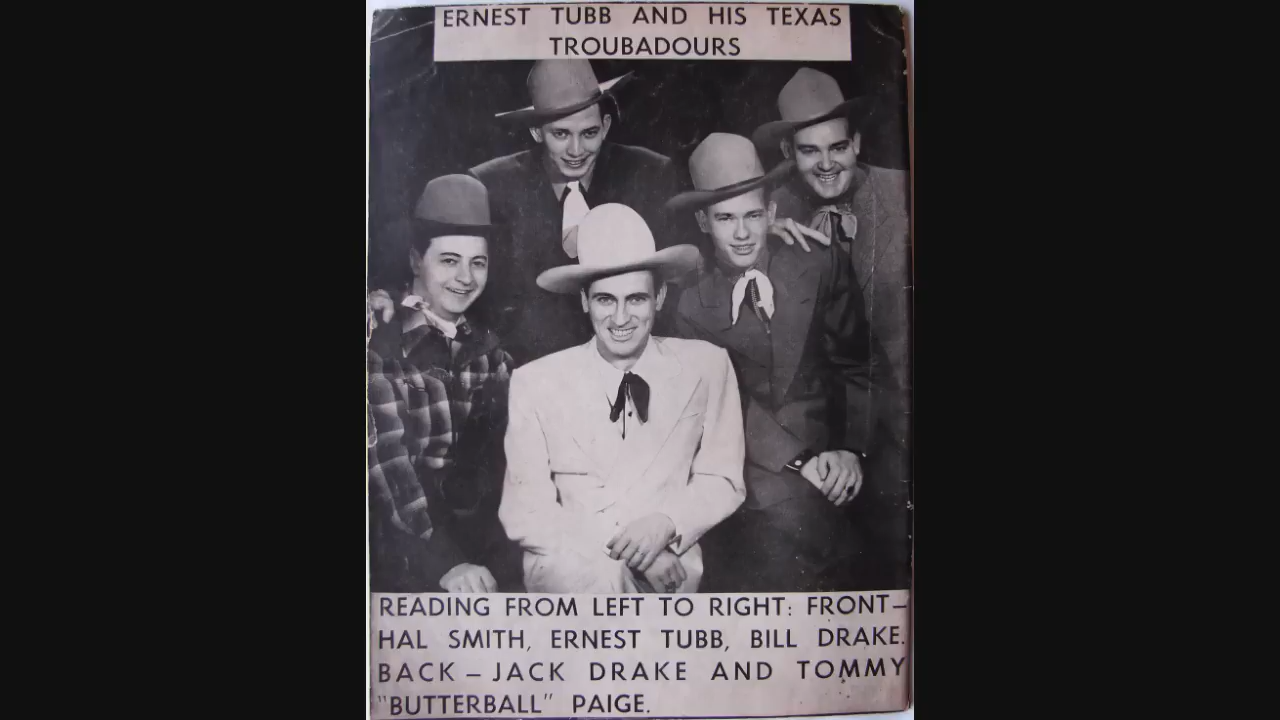 ERNEST TUBB AND HIS TEXAS
TROUBADOURS
READING FROM LEFT TO RIGHT: FRONT–
HAL SMITH, ERNEST TUBB, BILL DRAKE.
BACK – JACK DRAKE AND TOMMY
"BUTTERBALL" PAIGE.